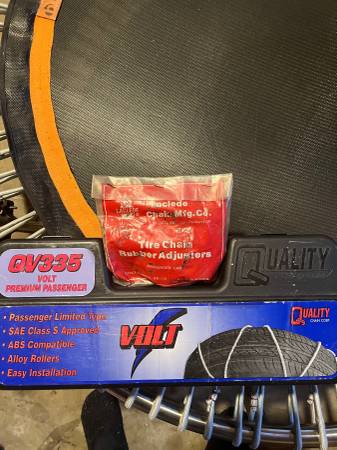 Laclede
Chain Mfg. Co.
Tire Chain
Rubber Adjusters
QV335
VOLT
PREMIUM PASSENGER
QUALITY
• Passenger Limited Type
• SAE Class S Approved
• ABS Compatible
• Alloy Rollers
• Easy Installation
VOLT
QUALITY
CHAIN CORP.